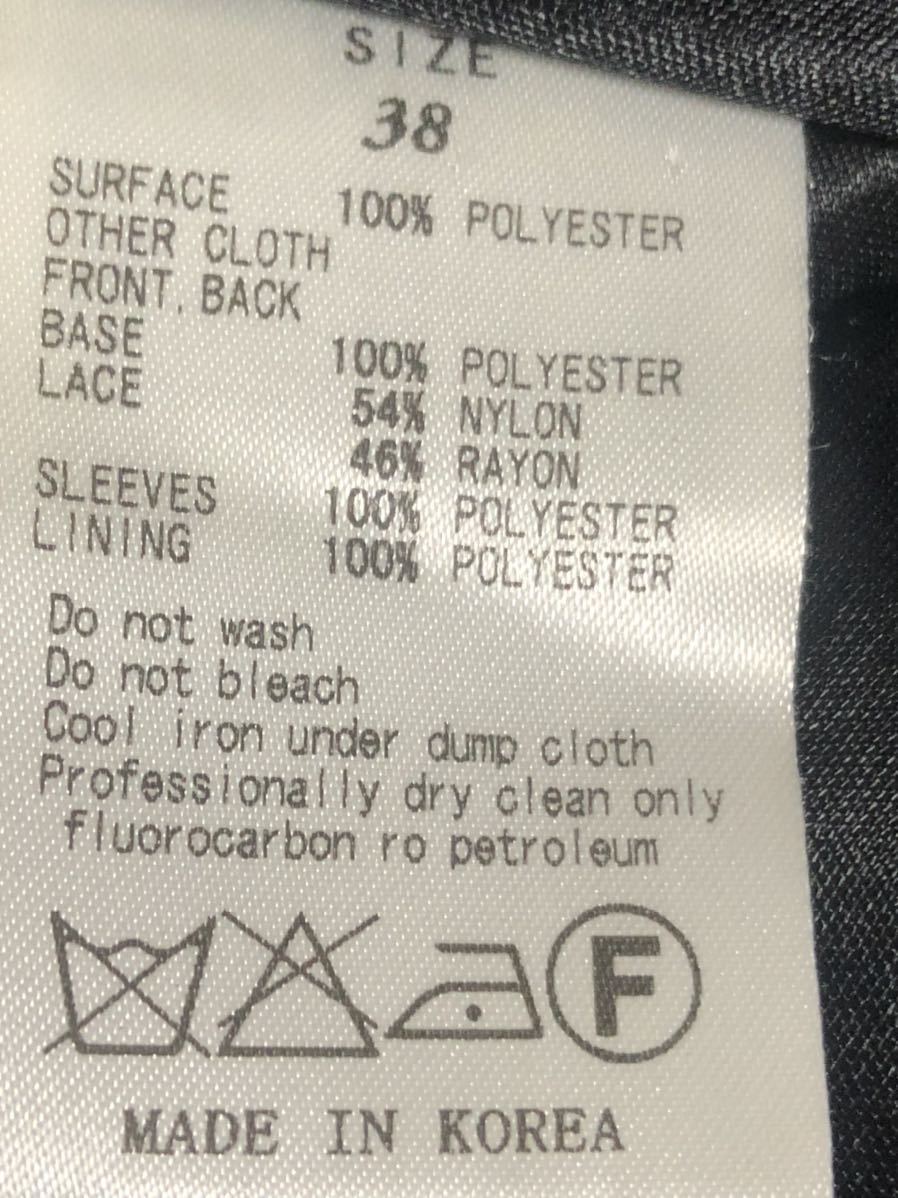 SIZE
38
SURFACE 100% POLYESTER
OTHER CLOTH
FRONT.BACK
BASE 100% POLYESTER
LACE 54% NYLON
46% RAYON
SLEEVES 100% POLYESTER
LINING 100% POLYESTER
Do not wash
Do not bleach
Cool iron under dump cloth
Professionally dry clean only
fluorocarbon ro petroleum
F
MADE IN KOREA